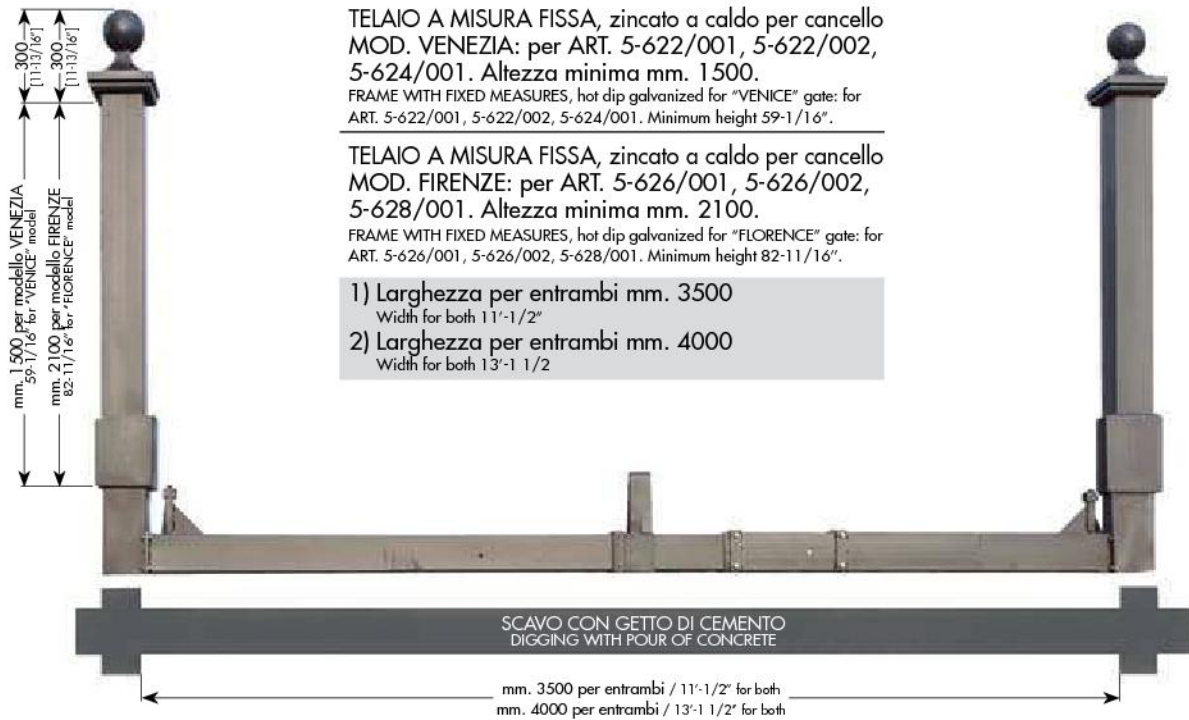 TELAIO A MISURA FISSA, zincato a caldo per cancello
MOD. VENEZIA: per ART. 5-622/001, 5-622/002,
5-624/001. Altezza minima mm. 1500.
FRAME WITH FIXED MEASURES, hot dip galvanized for "VENICE" gate: for
ART. 5-622/001, 5-622/002, 5-624/001. Minimum height 59-1/16".
TELAIO A MISURA FISSA, zincato a caldo per cancello
MOD. FIRENZE: per ART. 5-626/001, 5-626/002,
5-628/001. Altezza minima mm. 2100.
FRAME WITH FIXED MEASURES, hot dip galvanized for "FLORENCE" gate: for
ART. 5-626/001, 5-626/002, 5-628/001. Minimum height 82-11/16".
1) Larghezza per entrambi mm. 3500
Width for both 11'-1/2"
2) Larghezza per entrambi mm. 4000
Width for both 13'-1 1/2
300
[11-13/16"]
300
[11-13/16"]
mm. 1500 per modello VENEZIA
59-1/16" for "VENICE" model
mm. 2100 per modello FIRENZE
82-11/16" for "FLORENCE" model
SCAVO CON GETTO DI CEMENTO
DIGGING WITH POUR OF CONCRETE
mm. 3500 per entrambi / 11'-1/2" for both
mm. 4000 per entrambi / 13'-1 1/2" for both